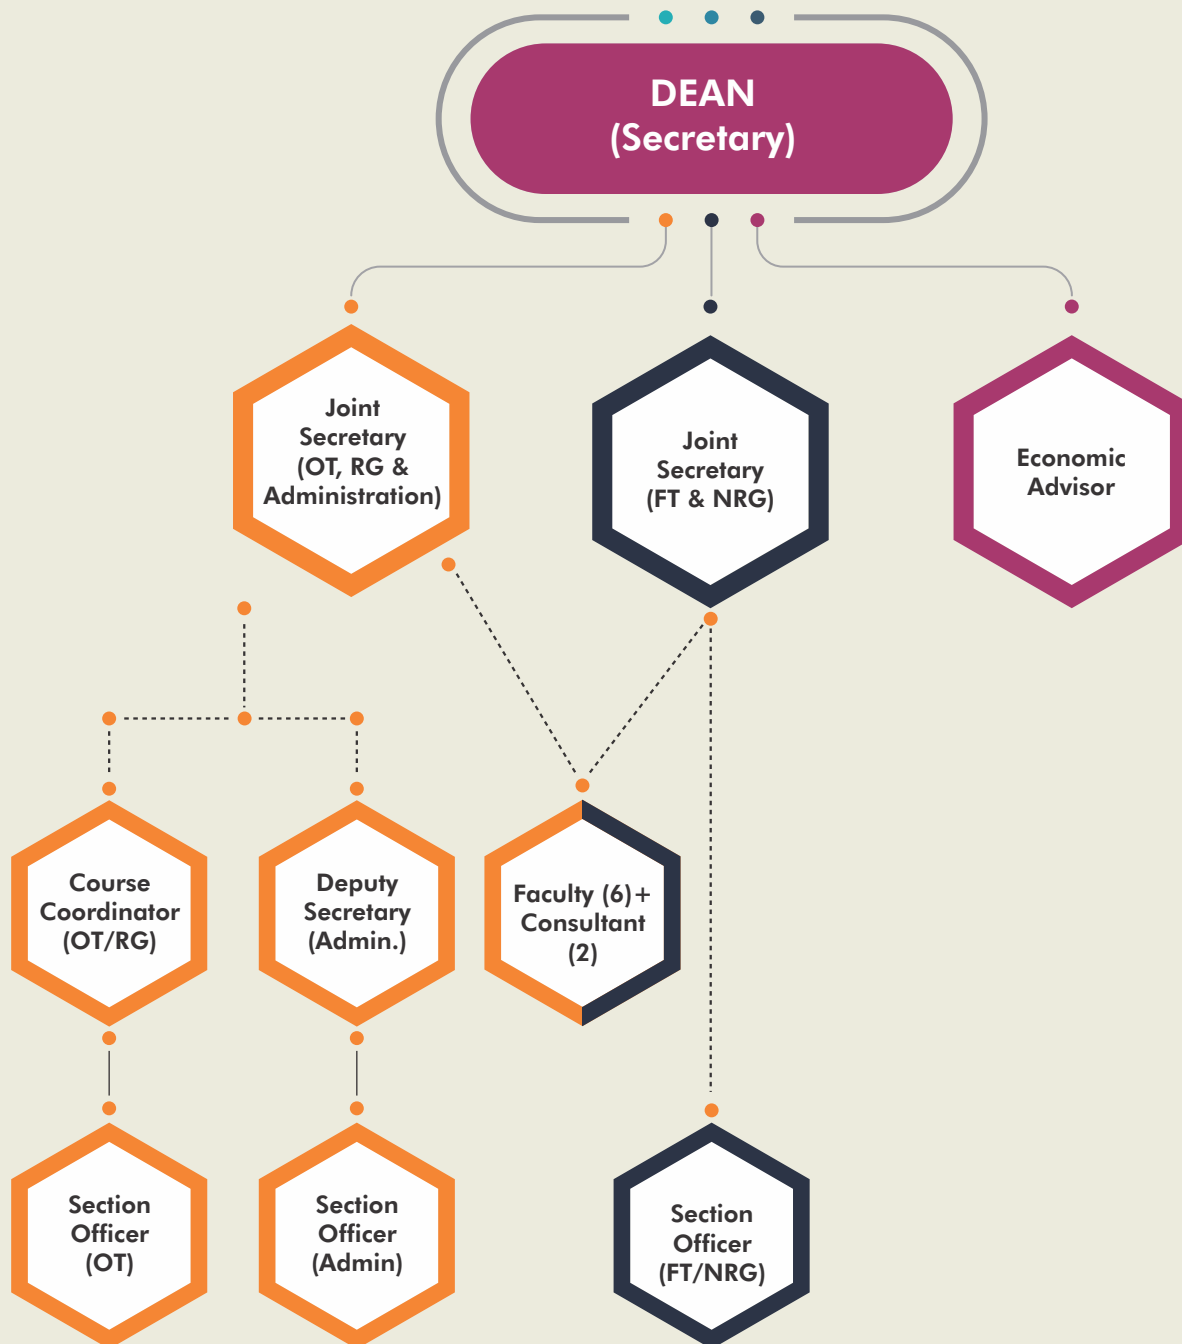 DEAN
(Secretary)
Joint
Secretary
(OT, RG &
Administration)
Joint
Secretary
(FT & NRG)
Economic
Advisor
Course
Coordinator
(OT/RG)
Deputy
Secretary
(Admin.)
Faculty (6)+
Consultant
(2)
Section
Officer
(OT)
Section
Officer
(Admin)
Section
Officer
(FT/NRG)